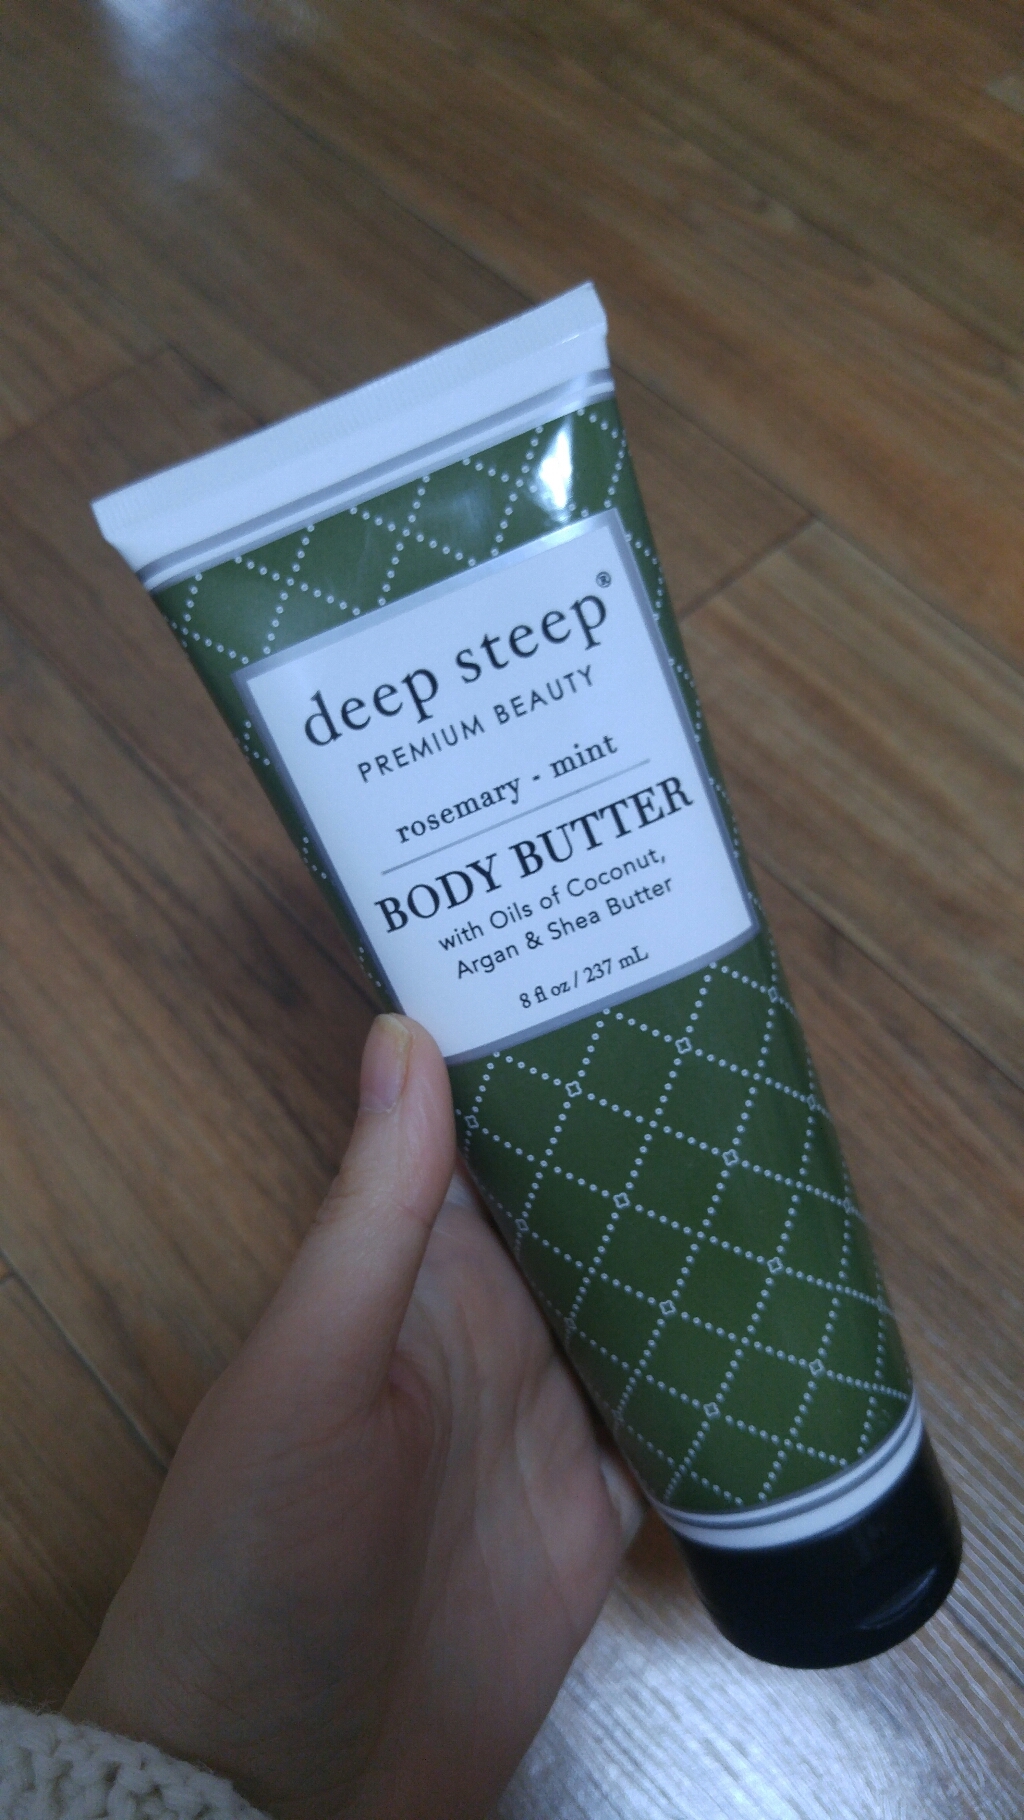 deep steep®
PREMIUM BEAUTY
rosemary - mint
BODY BUTTER
with Oils of Coconut,
Argan & Shea Butter
8 fl oz / 237 mL